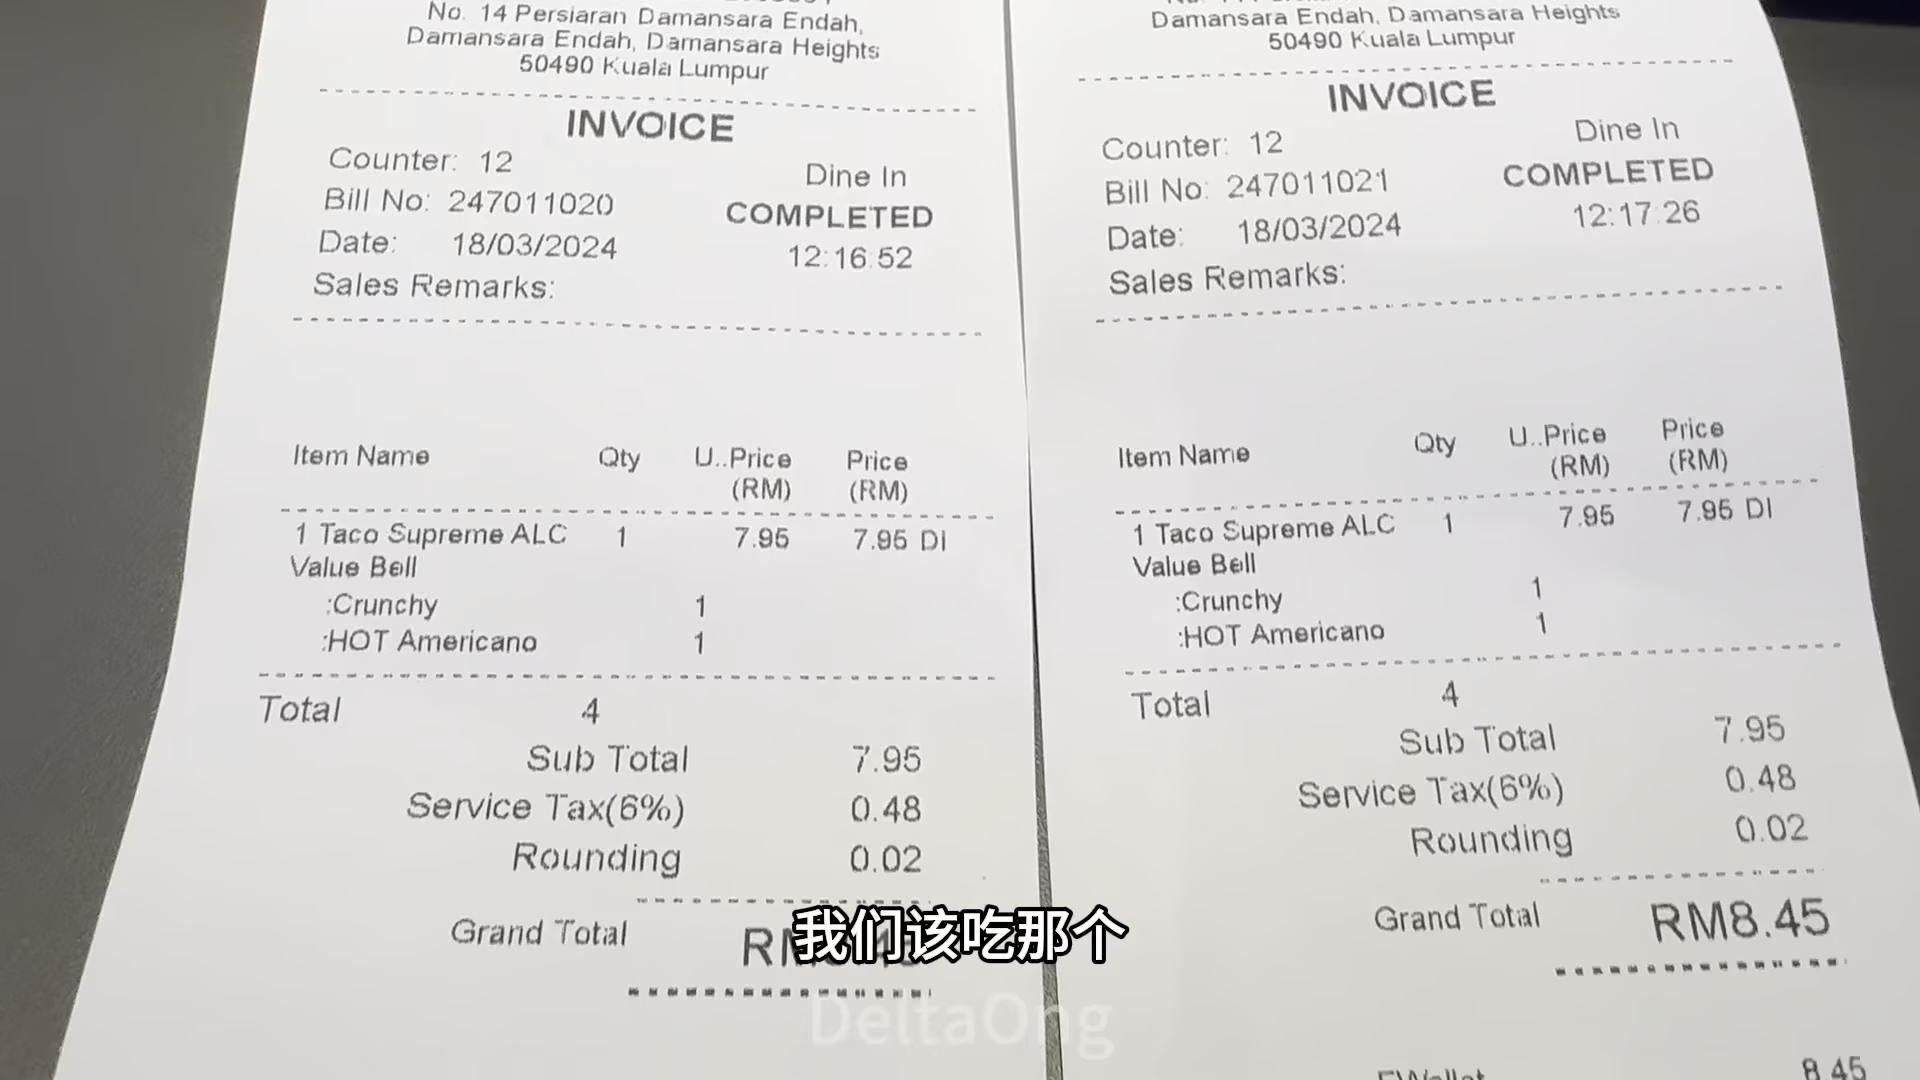 No. 14 Persiaran Damansara Endah,
Damansara Endah, Damansara Heights
50490 Kuala Lumpur
INVOICE
Counter: 12
Dine In
Bill No: 247011020
COMPLETED
Date: 18/03/2024
12:16:52
Sales Remarks:
Item Name Qty U..Price Price
(RM) (RM)
1 Taco Supreme ALC 1 7.95 7.95 DI
Value Bell
:Crunchy 1
:HOT Americano 1
Total 4
Sub Total 7.95
Service Tax(6%) 0.48
Rounding 0.02
Grand Total
Damansara Endah, Damansara Heights
50490 Kuala Lumpur
INVOICE
Counter: 12
Dine In
Bill No: 247011021
COMPLETED
Date: 18/03/2024
12:17:26
Sales Remarks:
Item Name Qty U..Price Price
(RM) (RM)
1 Taco Supreme ALC 1 7.95 7.95 DI
Value Bell
:Crunchy 1
:HOT Americano 1
Total 4
Sub Total 7.95
Service Tax(6%) 0.48
Rounding 0.02
Grand Total RM8.45
8.45
我们该吃那个
DeltaOng